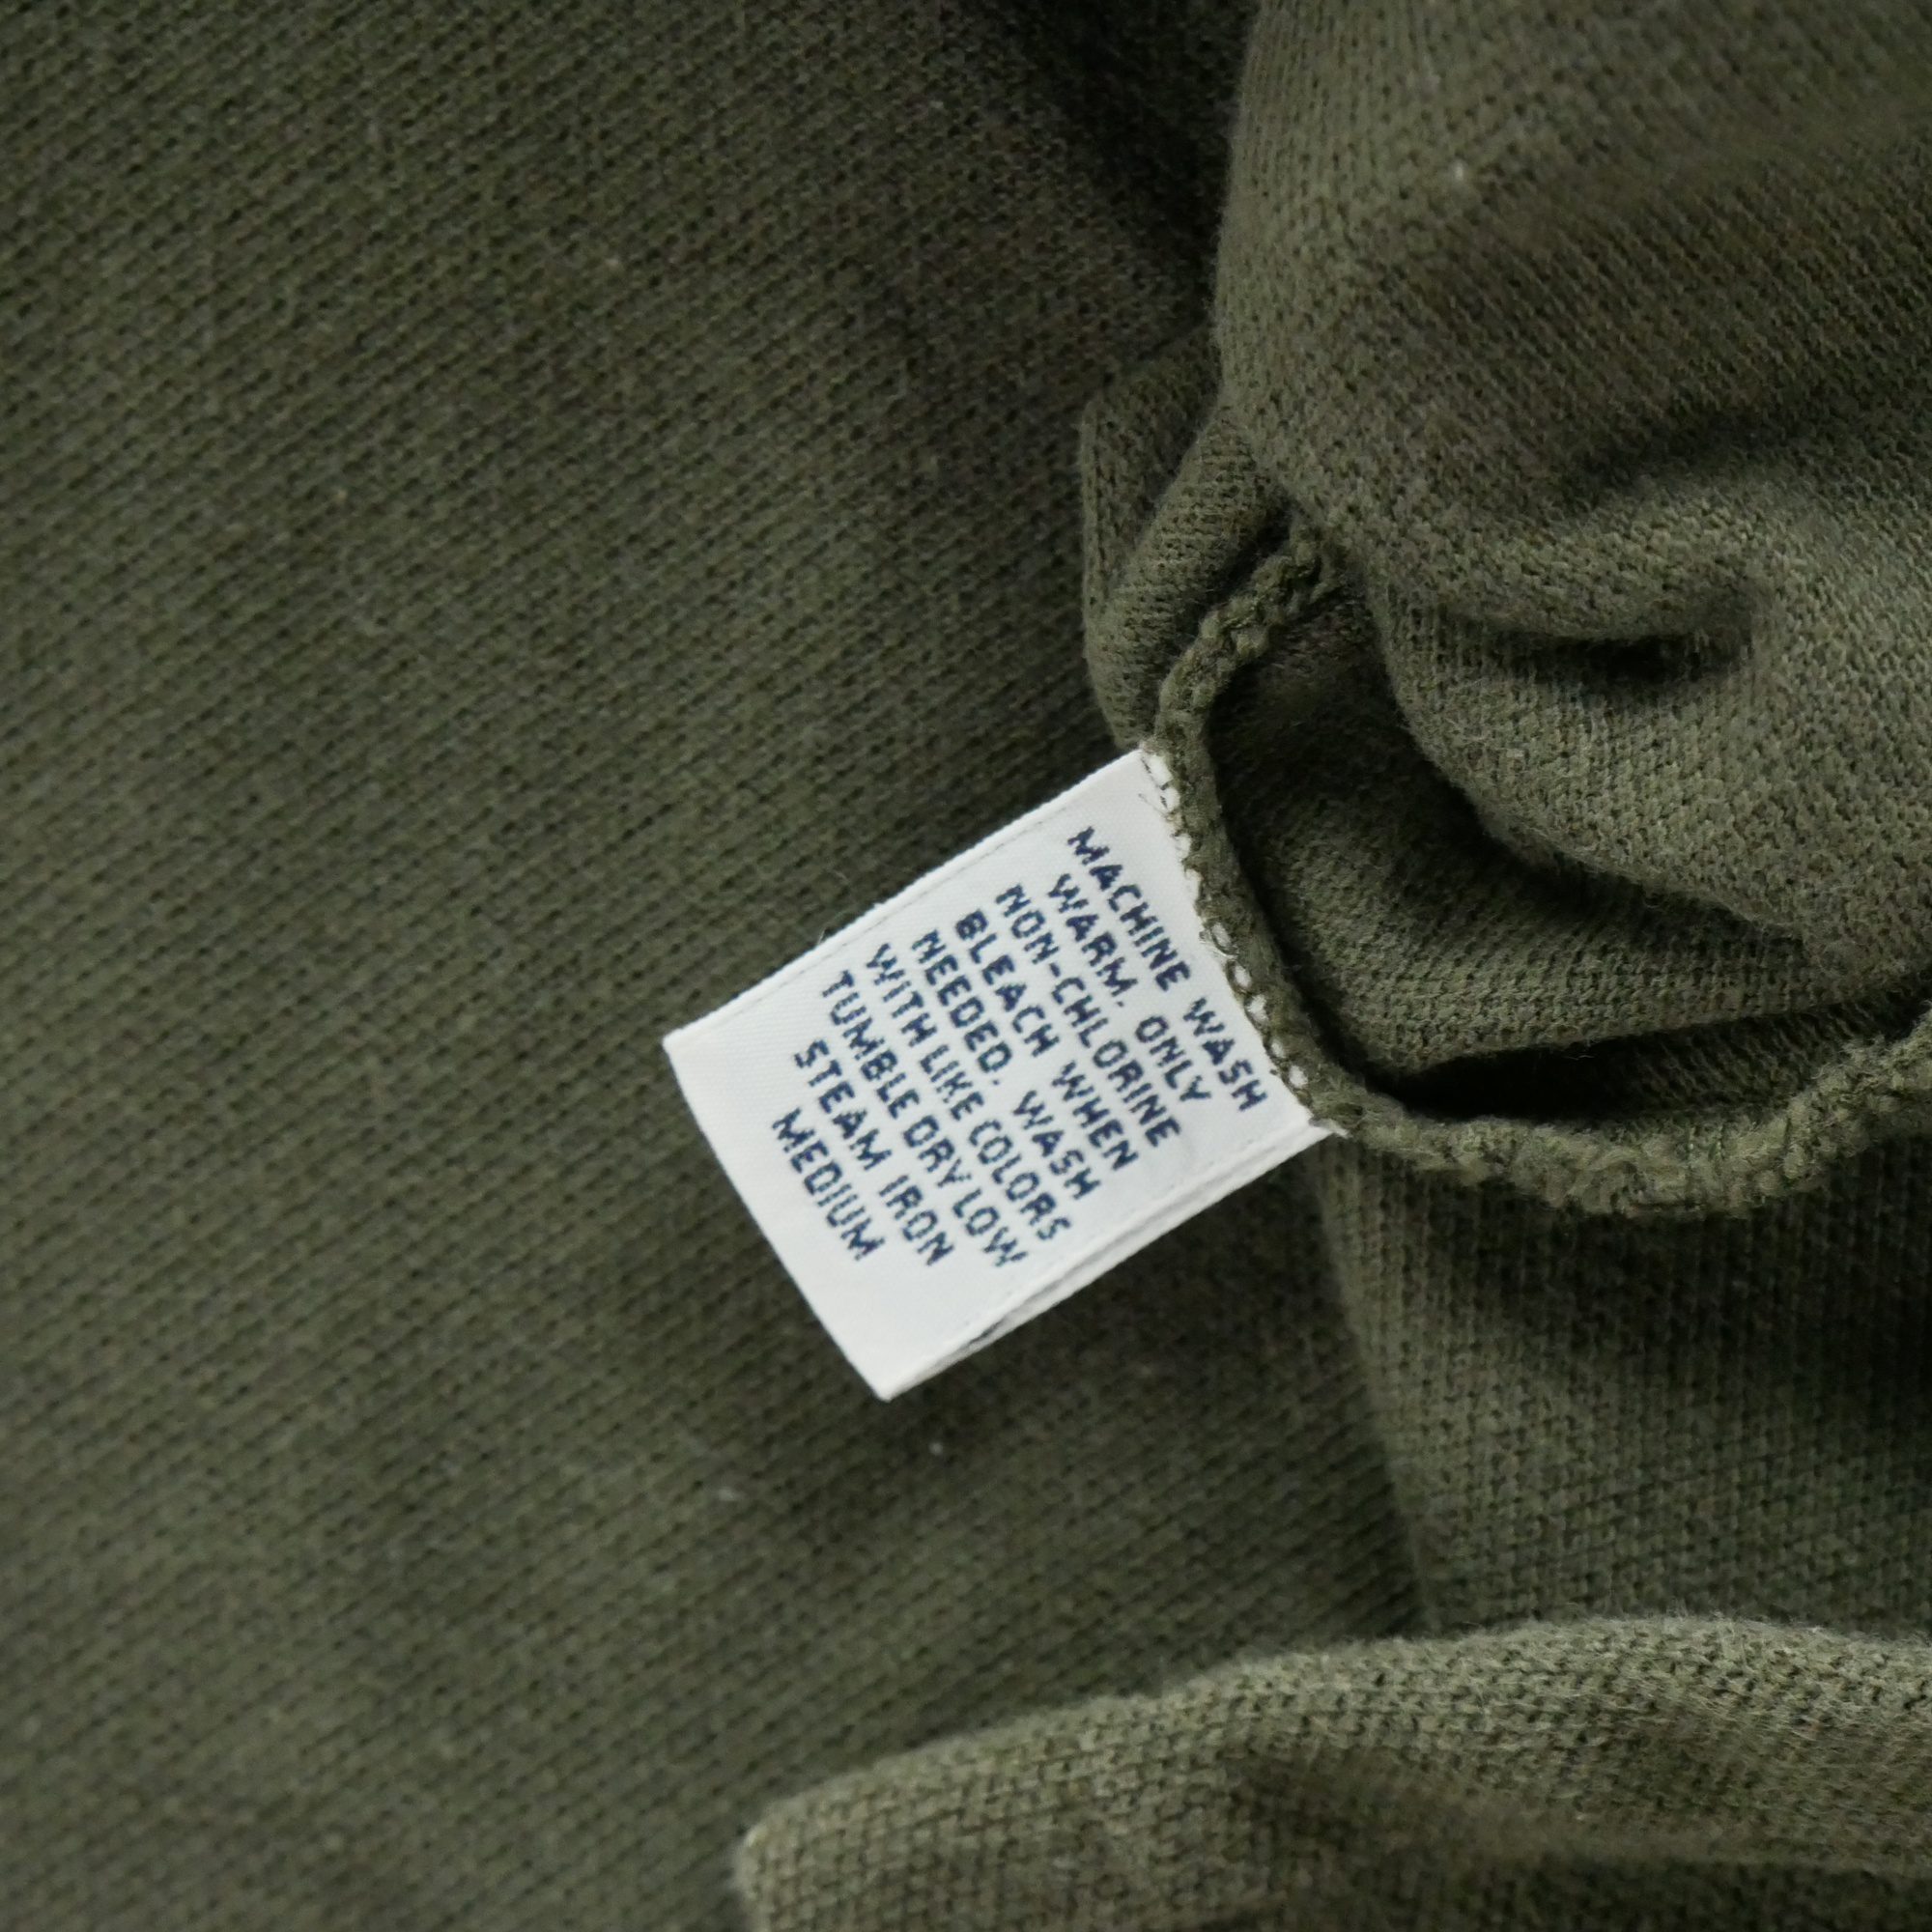 MACHINE WASH
WARM. ONLY
NON-CHLORINE
BLEACH WHEN
NEEDED. WASH
WITH LIKE COLORS
TUMBLE DRY LOW
STEAM IRON
MEDIUM